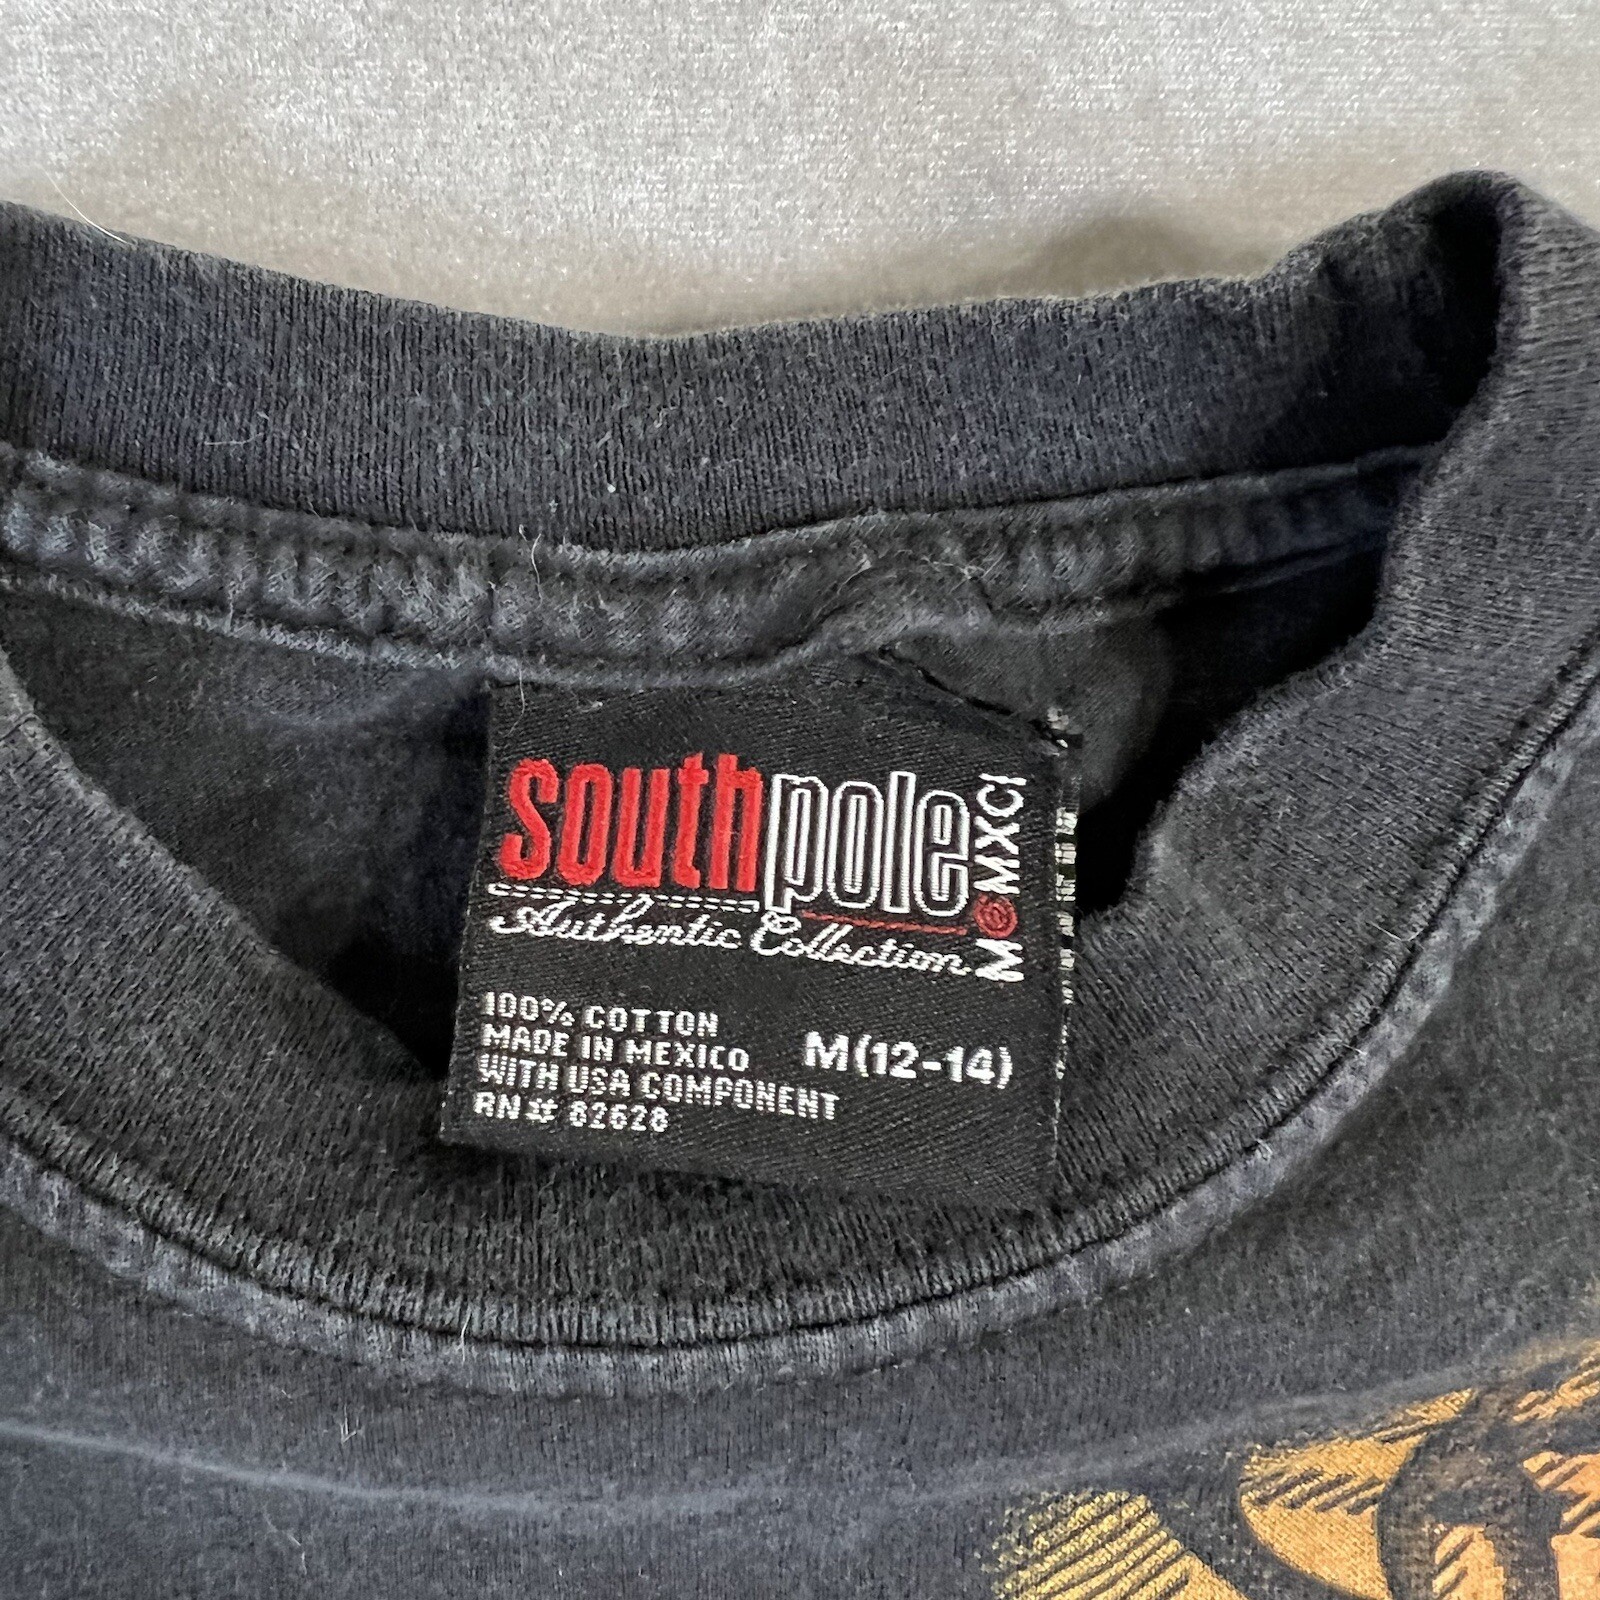 southpole
Authentic Collection
M MXCI
100% COTTON
MADE IN MEXICO
WITH USA COMPONENT
RN# 82628
M(12-14)